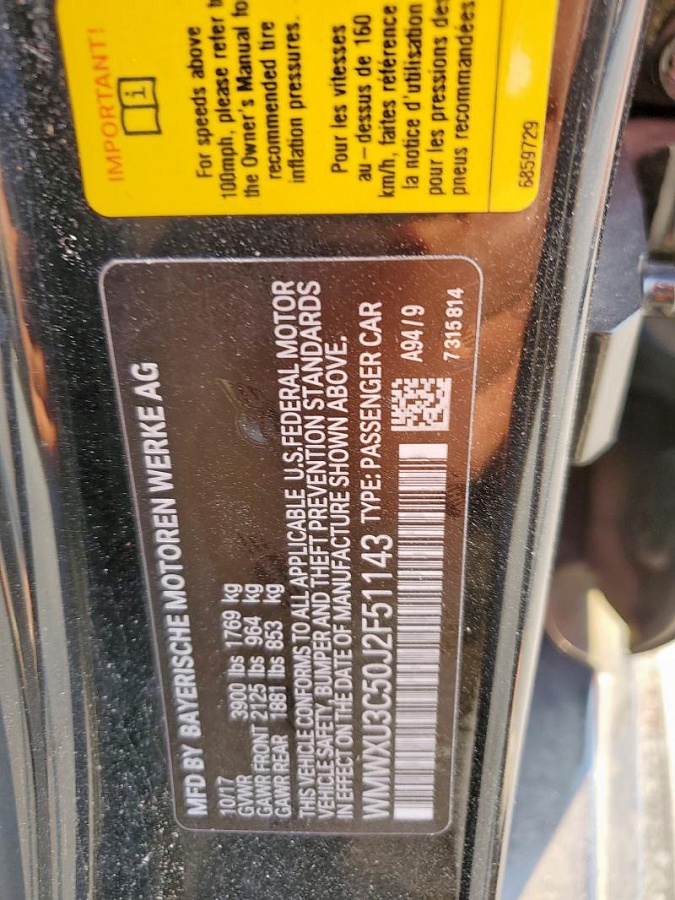 IMPORTANT!
For speeds above
100mph, please refer
the Owner's Manual
recommended tire
inflation pressures.
Pour les vitesses
au-dessus de 160
km/h, faites référence
la notice d'utilisation
pour les pressions des
pneus recommandées
6859729
MFD BY BAYERISCHE MOTOREN WERKE AG
10/17
GVWR 3900 lbs 1769 kg
GAWR FRONT 2125 lbs 964 kg
GAWR REAR 1881 lbs 853 kg
THIS VEHICLE CONFORMS TO ALL APPLICABLE U.S.FEDERAL MOTOR
VEHICLE SAFETY, BUMPER AND THEFT PREVENTION STANDARDS
IN EFFECT ON THE DATE OF MANUFACTURE SHOWN ABOVE.
WMWXU3C50J2F51143 TYPE: PASSENGER CAR
A94/9
7315814